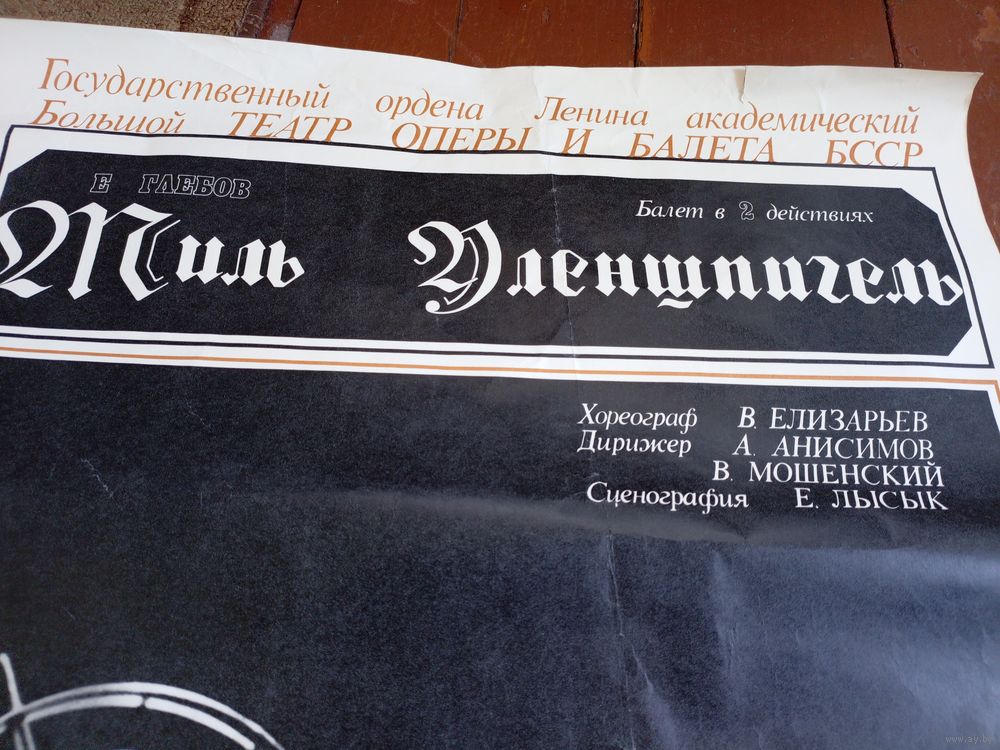 Государственный ордена Ленина академический
Большой ТЕАТР ОПЕРЫ И БАЛЕТА БССР
Е ГЛЕБОВ
Балет в 2 действиях
Тиль Уленшпигель
Хореограф В. ЕЛИЗАРЬЕВ
Дирижер А. АНИСИМОВ
В. МОШЕНСКИЙ
Сценография Е. ЛЫСЫК